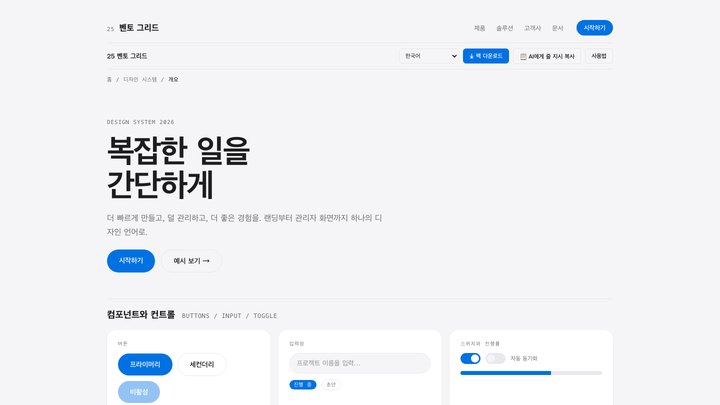 25 벤토 그리드
제품 솔루션 고객사 문서 시작하기
25 벤토 그리드
한국어 팩 다운로드 AI에게 줄 지시 복사 사용법
홈 / 디자인 시스템 / 개요
DESIGN SYSTEM 2026
복잡한 일을
간단하게
더 빠르게 만들고, 덜 관리하고, 더 좋은 경험을. 랜딩부터 관리자 화면까지 하나의 디
자인 언어로.
시작하기 예시 보기 →
컴포넌트와 컨트롤 BUTTONS / INPUT / TOGGLE
버튼
프라이머리 세컨더리
비활성
입력창
프로젝트 이름을 입력...
진행 중 초안
스위치와 진행률
자동 동기화